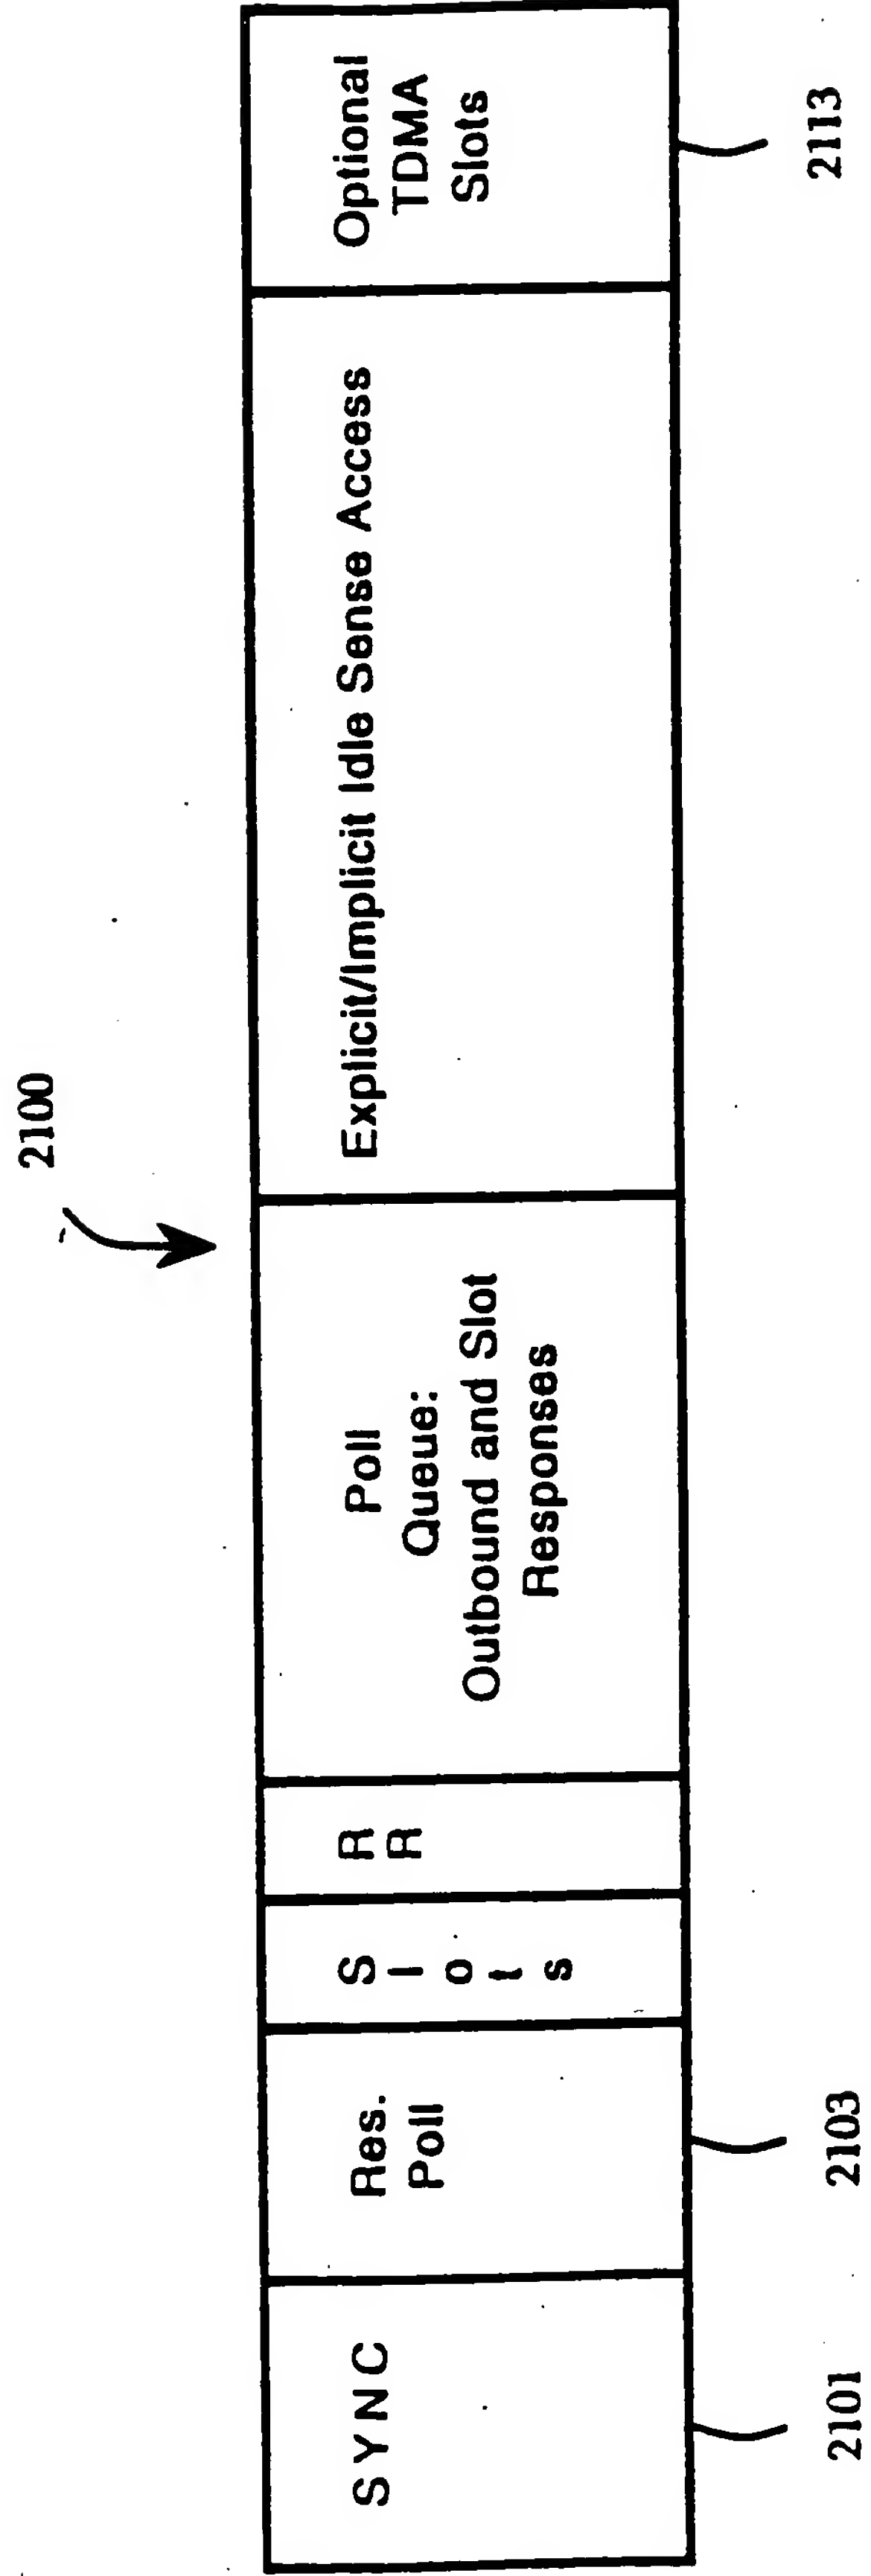 2100
SYNC
Res.
Poll
Slots
R
R
Poll
Queue:
Outbound and Slot
Responses
Explicit/Implicit Idle Sense Access
Optional
TDMA
Slots
2101
2103
2113